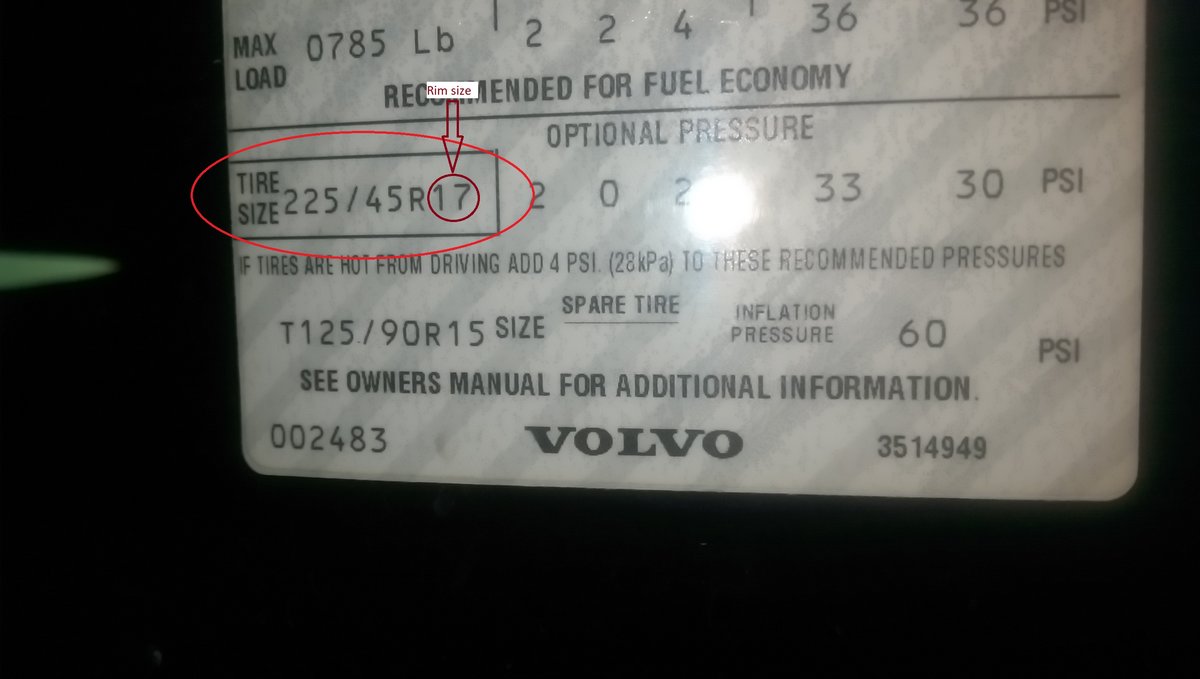 MAX LOAD 0785 Lb 2 2 4 36 36 PSI
RECOMMENDED FOR FUEL ECONOMY
Rim size
OPTIONAL PRESSURE
TIRE SIZE 225/45R17 2 0 2 33 30 PSI
IF TIRES ARE HOT FROM DRIVING ADD 4 PSI. (28kPa) TO THESE RECOMMENDED PRESSURES
T125/90R15 SIZE SPARE TIRE INFLATION PRESSURE 60 PSI
SEE OWNERS MANUAL FOR ADDITIONAL INFORMATION.
002483 VOLVO 3514949